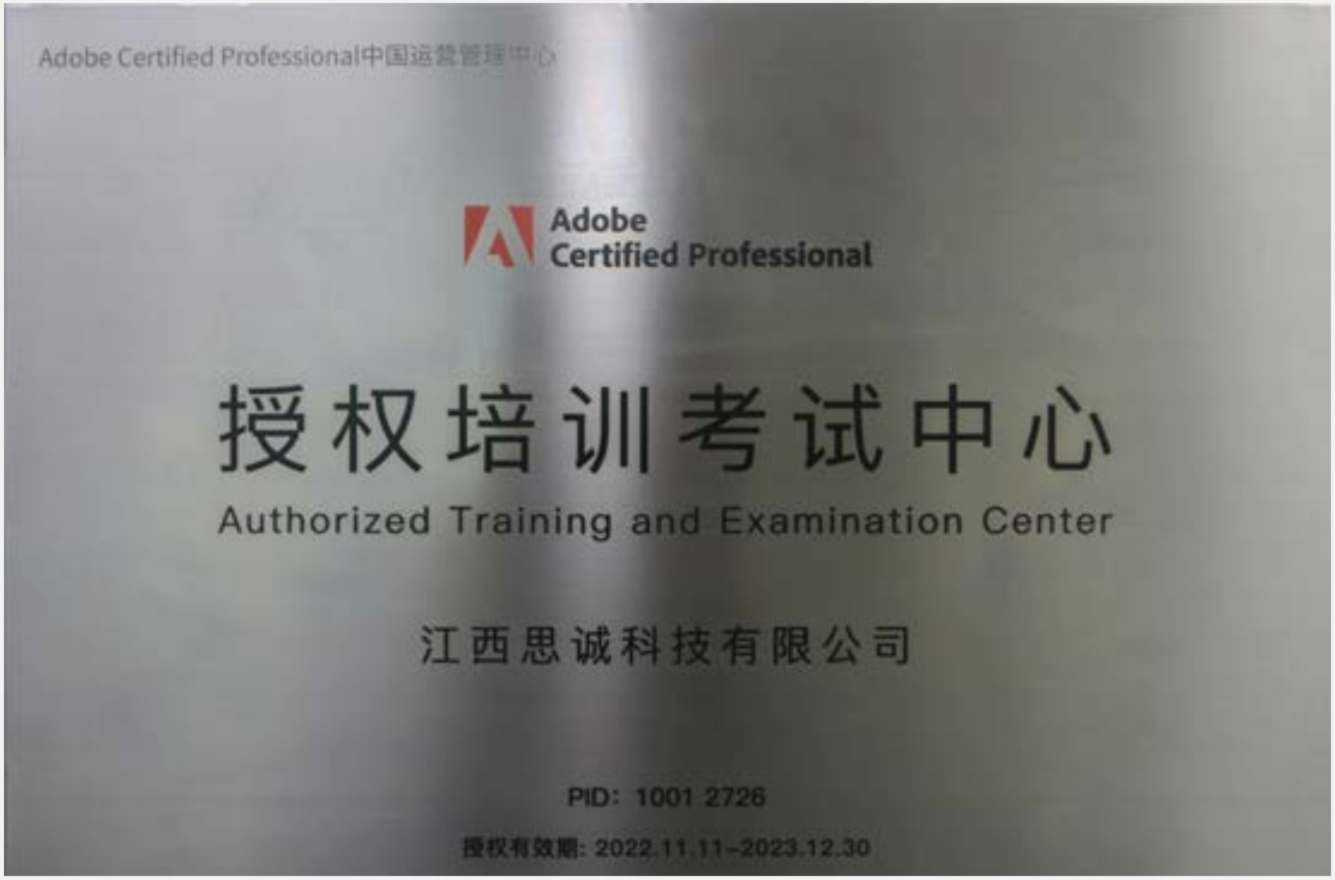 Adobe Certified Professional中国运营管理中心
Adobe
Certified Professional
授权培训考试中心
Authorized Training and Examination Center
江西思诚科技有限公司
PID: 1001 2726
授权有效期: 2022.11.11-2023.12.30